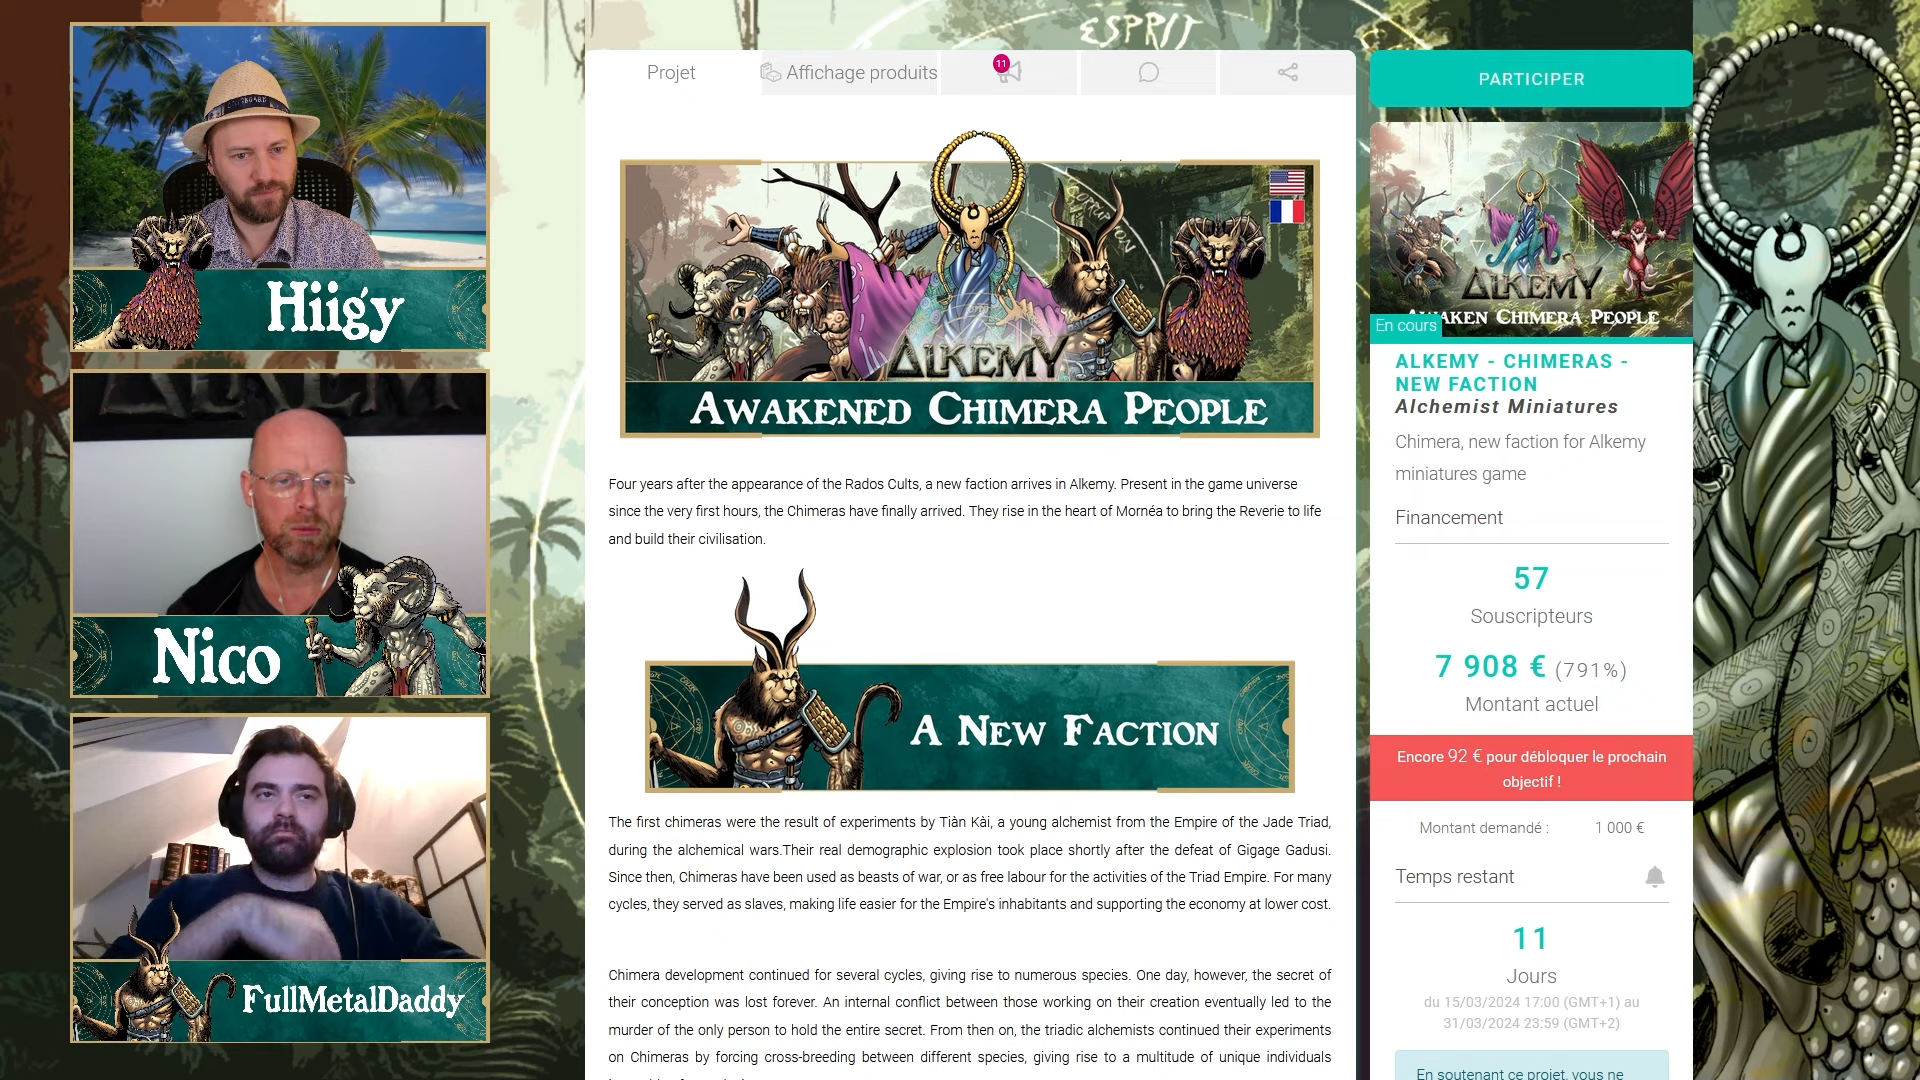 ESPRIT
Projet
Affichage produits
11
PARTICIPER
Hiigy
Nico
FullMetalDaddy
ALKEMY
AWAKENED CHIMERA PEOPLE
Four years after the appearance of the Rados Cults, a new faction arrives in Alkemy. Present in the game universe
since the very first hours, the Chimeras have finally arrived. They rise in the heart of Mornéa to bring the Reverie to life
and build their civilisation.
A NEW FACTION
The first chimeras were the result of experiments by Tiàn Kài, a young alchemist from the Empire of the Jade Triad,
during the alchemical wars.Their real demographic explosion took place shortly after the defeat of Gigage Gadusi.
Since then, Chimeras have been used as beasts of war, or as free labour for the activities of the Triad Empire. For many
cycles, they served as slaves, making life easier for the Empire's inhabitants and supporting the economy at lower cost.
Chimera development continued for several cycles, giving rise to numerous species. One day, however, the secret of
their conception was lost forever. An internal conflict between those working on their creation eventually led to the
murder of the only person to hold the entire secret. From then on, the triadic alchemists continued their experiments
on Chimeras by forcing cross-breeding between different species, giving rise to a multitude of unique individuals
ALKEMY
AWAKEN CHIMERA PEOPLE
En cours
ALKEMY - CHIMERAS -
NEW FACTION
Alchemist Miniatures
Chimera, new faction for Alkemy
miniatures game
Financement
57
Souscripteurs
7 908 € (791%)
Montant actuel
Encore 92 € pour débloquer le prochain
objectif !
Montant demandé : 1 000 €
Temps restant
11
Jours
du 15/03/2024 17:00 (GMT+1) au
31/03/2024 23:59 (GMT+2)
En soutenant ce projet, vous ne